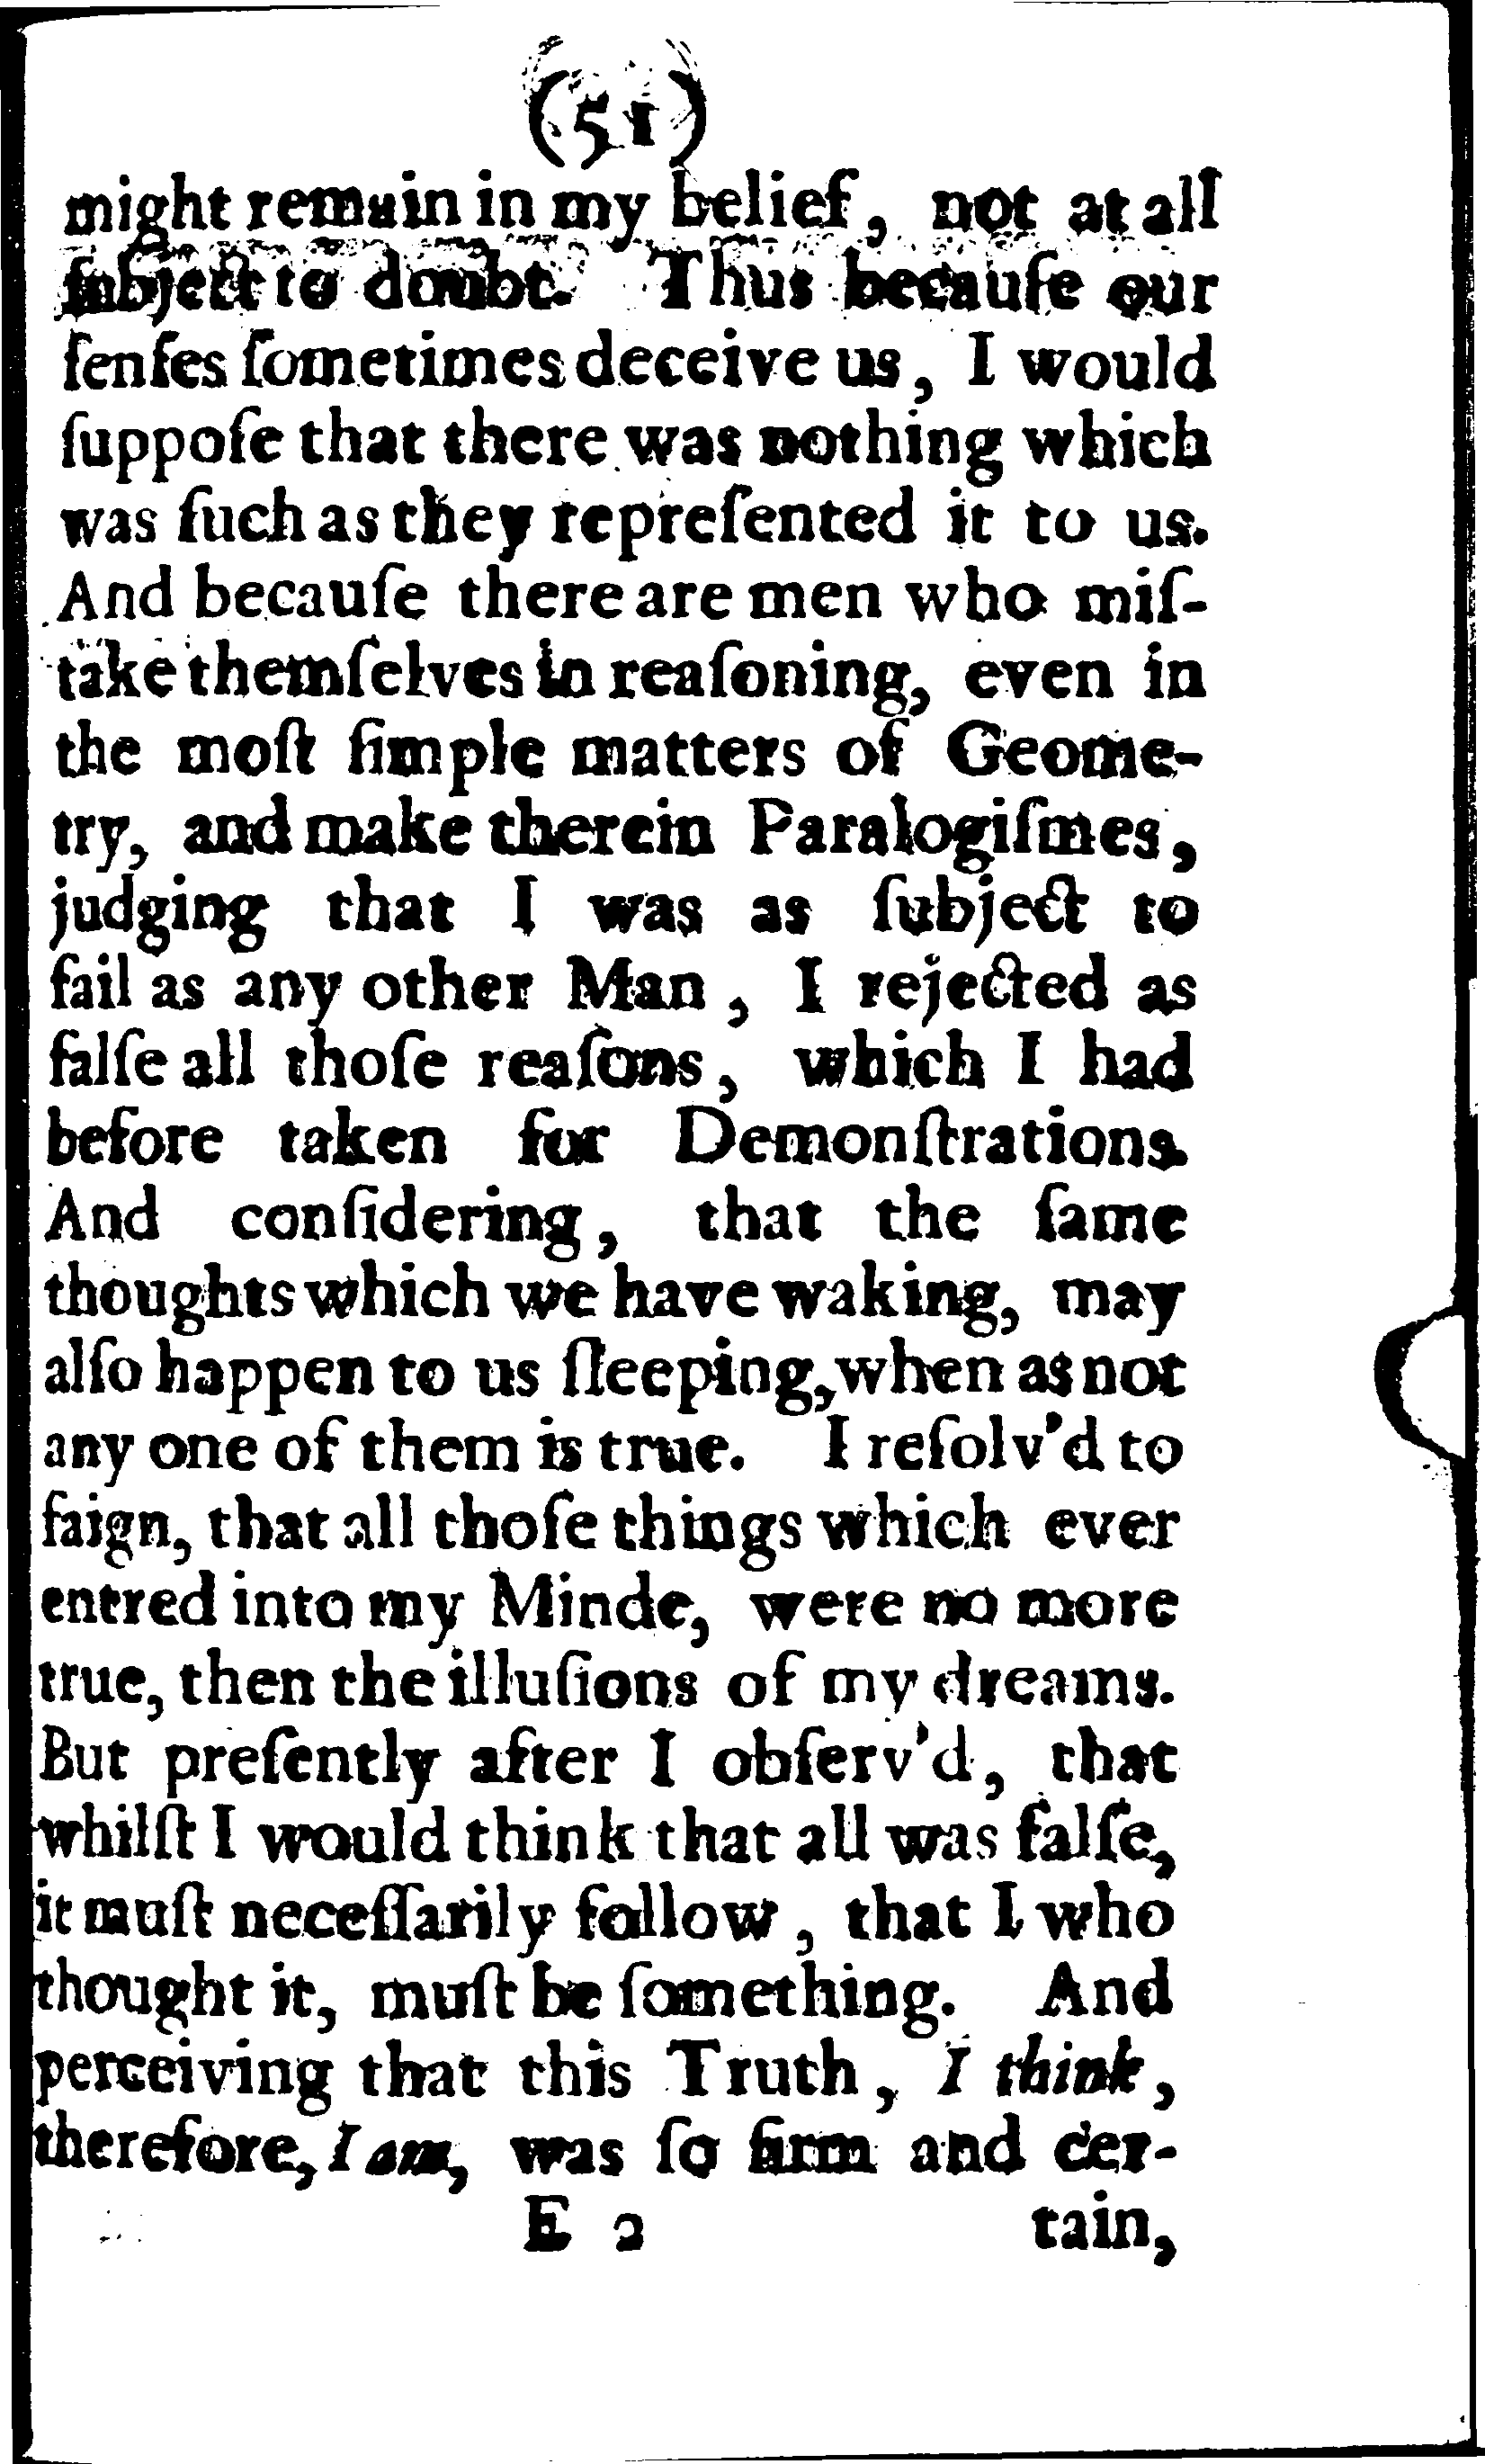 (51)
might remain in my belief, not at all
ſubject to doubt. Thus becauſe our
ſenſes ſometimes deceive us, I would
ſuppoſe that there was nothing which
was ſuch as they repreſented it to us.
And becauſe there are men who miſ-
take themſelves in reaſoning, even in
the moſt ſimple matters of Geome-
try, and make therein Paralogiſmes,
judging that I was as ſubject to
fail as any other Man, I rejected as
falſe all thoſe reaſons, which I had
before taken for Demonſtrations.
And conſidering, that the ſame
thoughts which we have waking, may
alſo happen to us ſleeping, when as not
any one of them is true. I reſolv'd to
faign, that all thoſe things which ever
entred into my Minde, were no more
true, then the illuſions of my dreams.
But preſently after I obſerv'd, that
whilſt I would think that all was falſe,
it muſt neceſſarily follow, that I who
thought it, muſt be ſomething. And
perceiving that this Truth, I think,
therefore, I am, was ſo firm and cer-
E 2 tain,